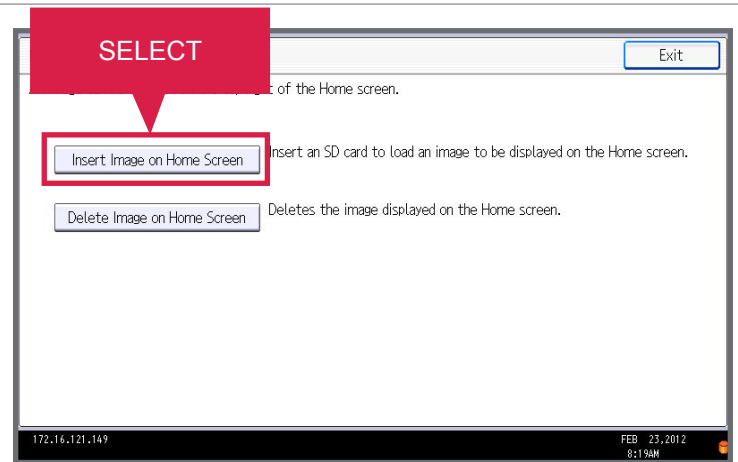 SELECT
Exit
of the Home screen.
Insert Image on Home Screen
Insert an SD card to load an image to be displayed on the Home screen.
Delete Image on Home Screen
Deletes the image displayed on the Home screen.
172.16.121.149
FEB 23,2012
8:19AM